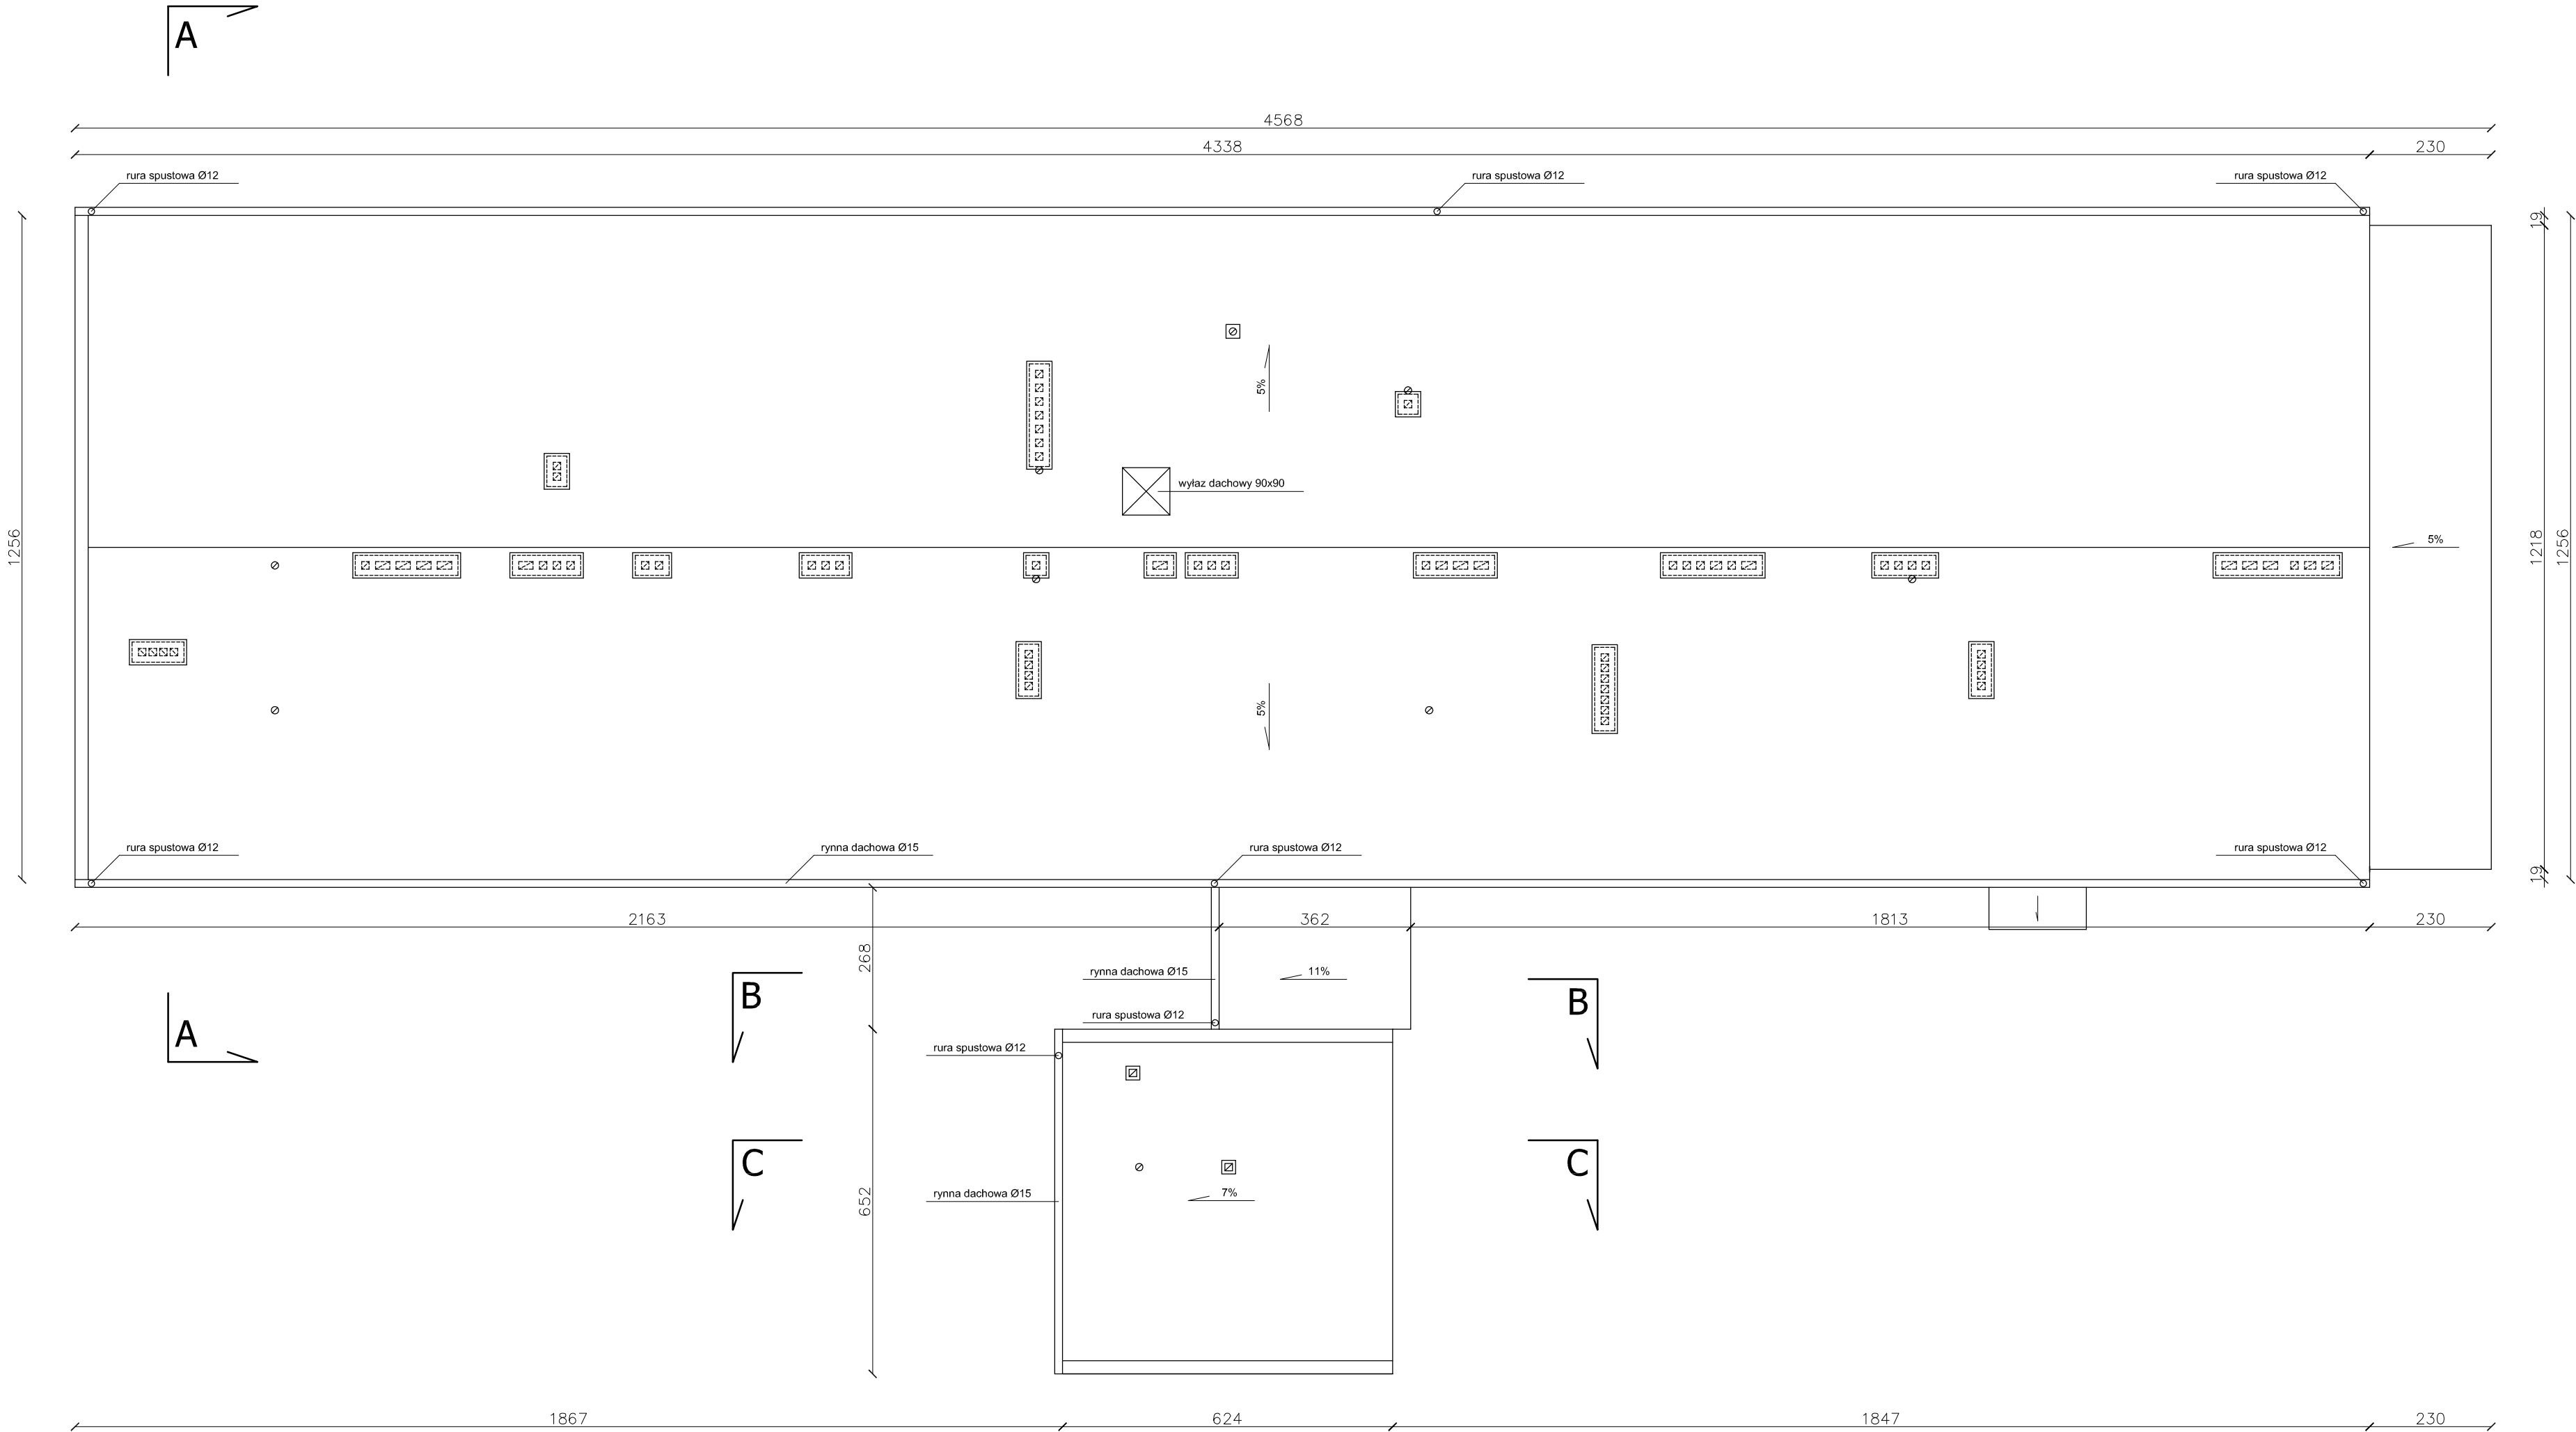 A
4568
4338
230
rura spustowa Ø12
rura spustowa Ø12
rura spustowa Ø12
19
5%
wyłaz dachowy 90x90
1256
5%
1218
1256
5%
rura spustowa Ø12
rynna dachowa Ø15
rura spustowa Ø12
rura spustowa Ø12
19
2163
362
1813
230
268
rynna dachowa Ø15
11%
B
B
rura spustowa Ø12
A
rura spustowa Ø12
C
C
652
rynna dachowa Ø15
7%
1867
624
1847
230